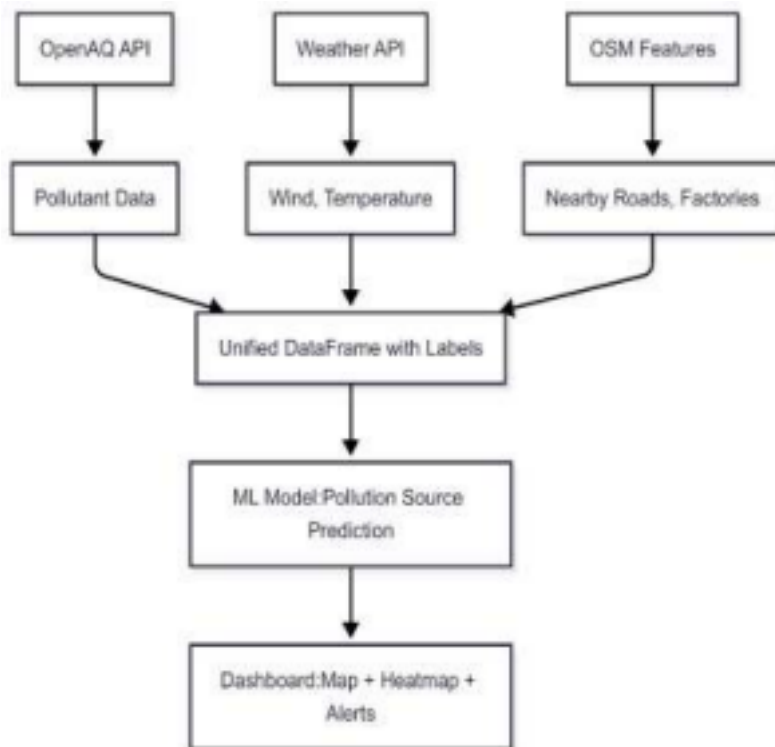 OpenAQ API
Weather API
OSM Features
Pollutant Data
Wind, Temperature
Nearby Roads, Factories
Unified DataFrame with Labels
ML Model:Pollution Source
Prediction
Dashboard:Map + Heatmap +
Alerts